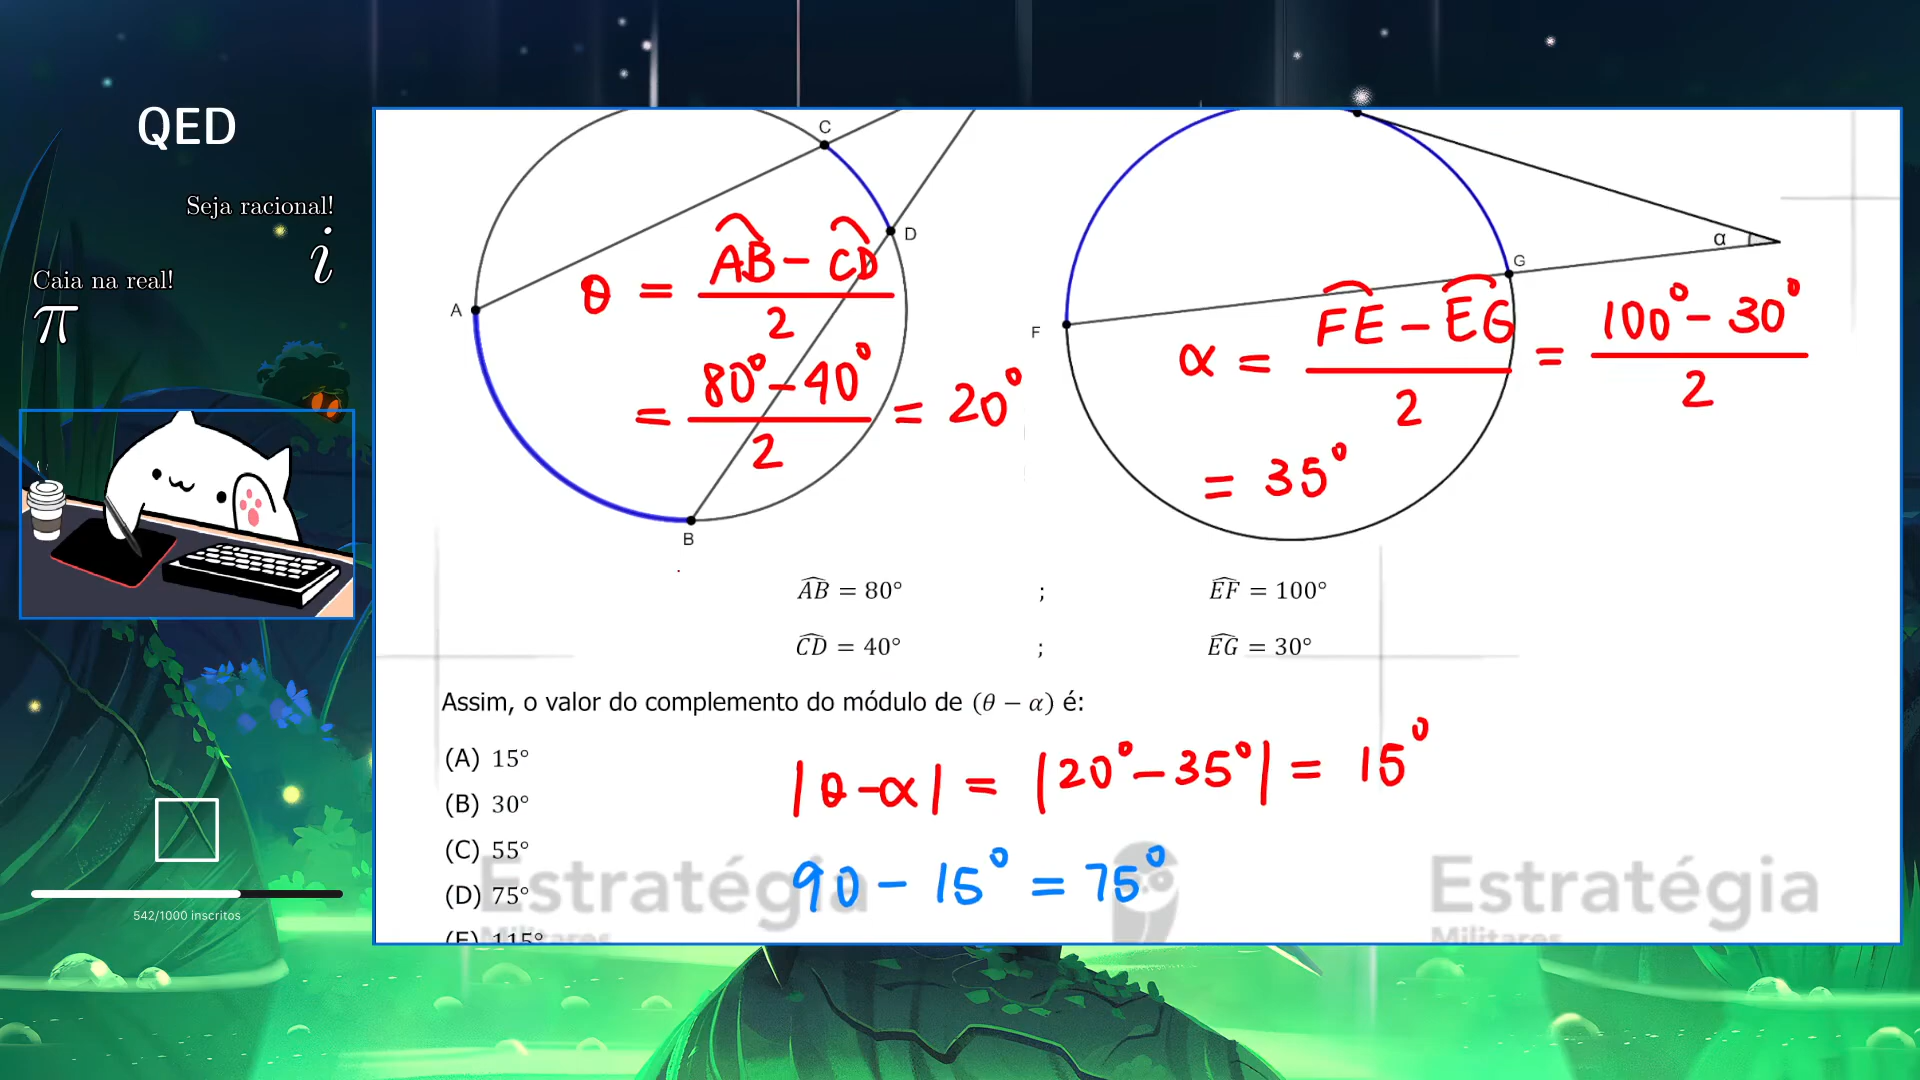 QED
Seja racional!
i
Caia na real!
π
542/1000 inscritos
C
D
A
B
θ = (AB − CD)/2
= (80° − 40°)/2 = 20°
α
G
F
α = (FE − EG)/2 = (100° − 30°)/2
= 35°
AB = 80° ; EF = 100°
CD = 40° ; EG = 30°
Assim, o valor do complemento do módulo de (θ − α) é:
(A) 15°
(B) 30°
(C) 55°
(D) 75°
(E) 115°
|θ − α| = |20° − 35°| = 15°
90 − 15° = 75°
Estratégia
Militares
Estratégia
Militares